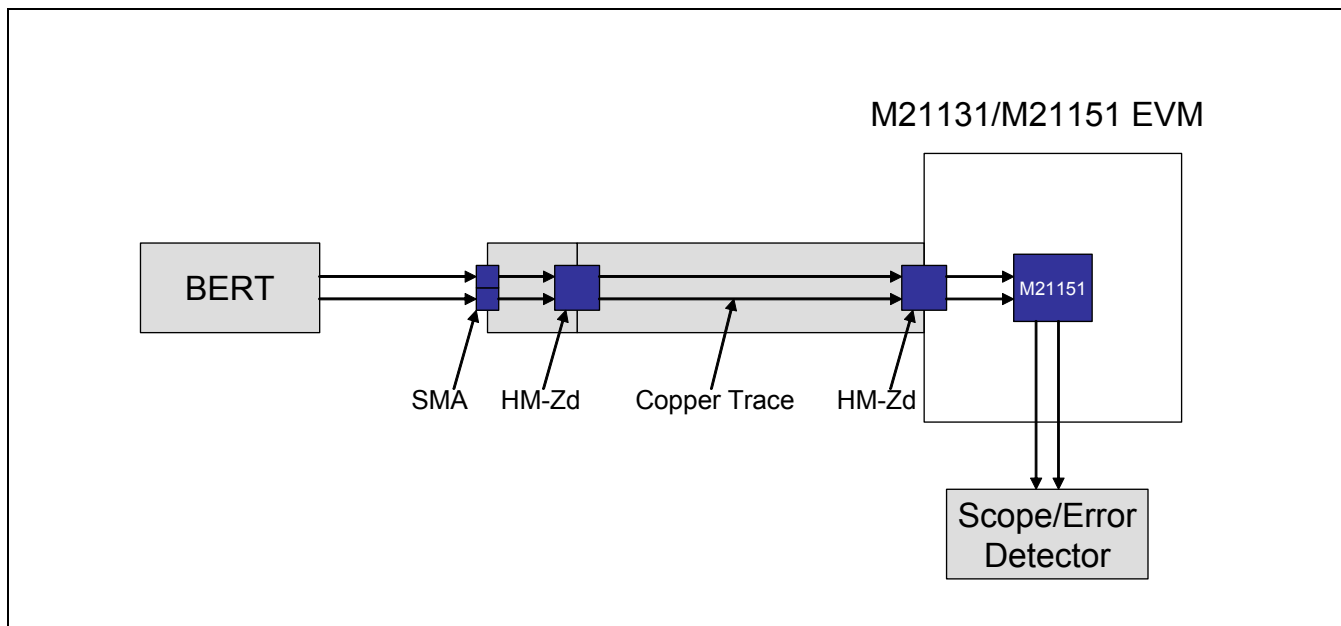 M21131/M21151 EVM
BERT
M21151
SMA
HM-Zd
Copper Trace
HM-Zd
Scope/Error
Detector